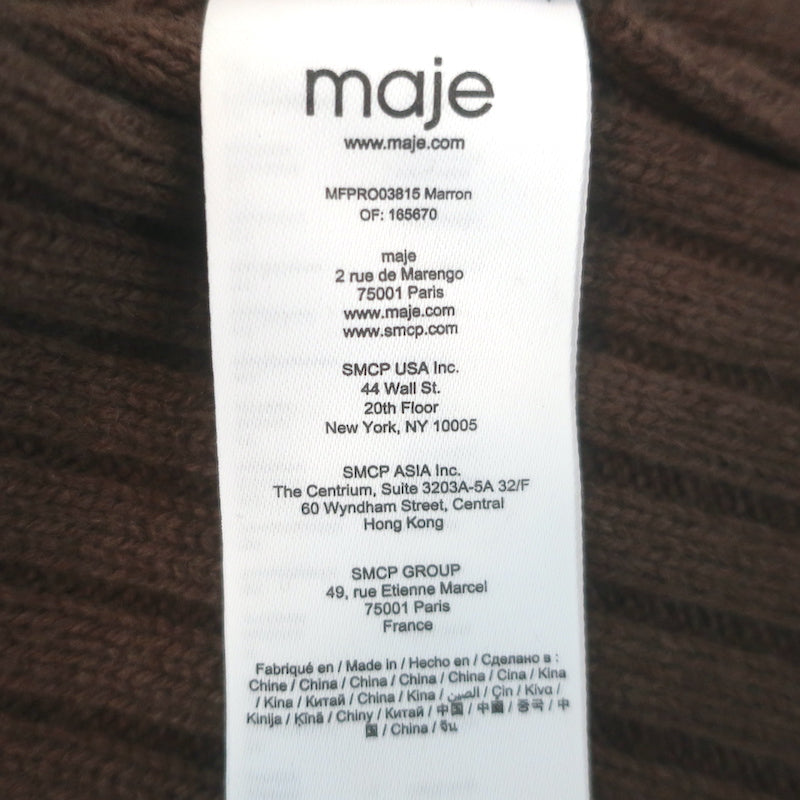 maje
www.maje.com
MFPRO03815 Marron
OF: 165670
maje
2 rue de Marengo
75001 Paris
www.maje.com
www.smcp.com
SMCP USA Inc.
44 Wall St.
20th Floor
New York, NY 10005
SMCP ASIA Inc.
The Centrium, Suite 3203A-5A 32/F
60 Wyndham Street, Central
Hong Kong
SMCP GROUP
49, rue Etienne Marcel
75001 Paris
France
Fabriqué en / Made in / Hecho en / Сделано в :
Chine / China / China / China / China / Cina / Kina
/ Kina / Китай / China / Kina / الصين / Çin / Κίνα /
Kinija / Ķīnā / Chiny / Китай / 中国 / 中國 / 중국 / 中
国 / China / จีน